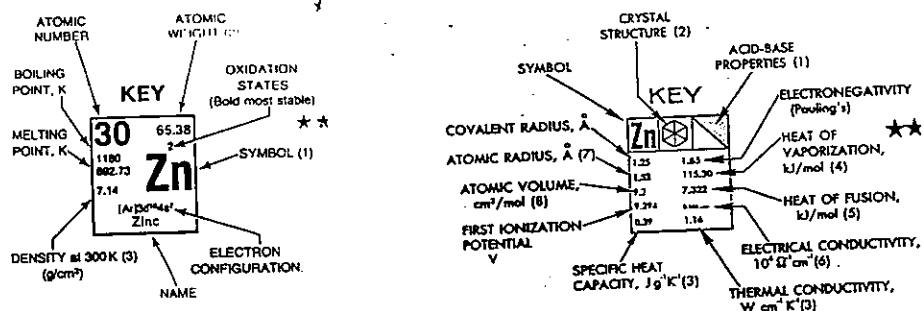 ATOMIC
NUMBER
ATOMIC
WEIGHT
BOILING
POINT, K
KEY
OXIDATION
STATES
(Bold most stable)
MELTING
POINT, K
30
65.38
2
1180
692.73
7.14
Zn
SYMBOL (1)
[Ar]3d¹⁰4s²
Zinc
DENSITY at 300 K (3)
(g/cm³)
ELECTRON
CONFIGURATION
NAME
CRYSTAL
STRUCTURE (2)
ACID-BASE
PROPERTIES (1)
SYMBOL
KEY
ELECTRONEGATIVITY
(Pauling's)
Zn
COVALENT RADIUS, Å
1.25
1.65
HEAT OF
VAPORIZATION,
kJ/mol (4)
ATOMIC RADIUS, Å (7)
1.53
115.30
ATOMIC VOLUME,
cm³/mol (8)
9.2
7.322
HEAT OF FUSION,
kJ/mol (5)
FIRST IONIZATION
POTENTIAL
V
9.394
0.39
1.16
ELECTRICAL CONDUCTIVITY,
10⁶ Ω⁻¹cm⁻¹(6)
SPECIFIC HEAT
CAPACITY, J g⁻¹K⁻¹(3)
THERMAL CONDUCTIVITY,
W cm⁻¹ K⁻¹(3)